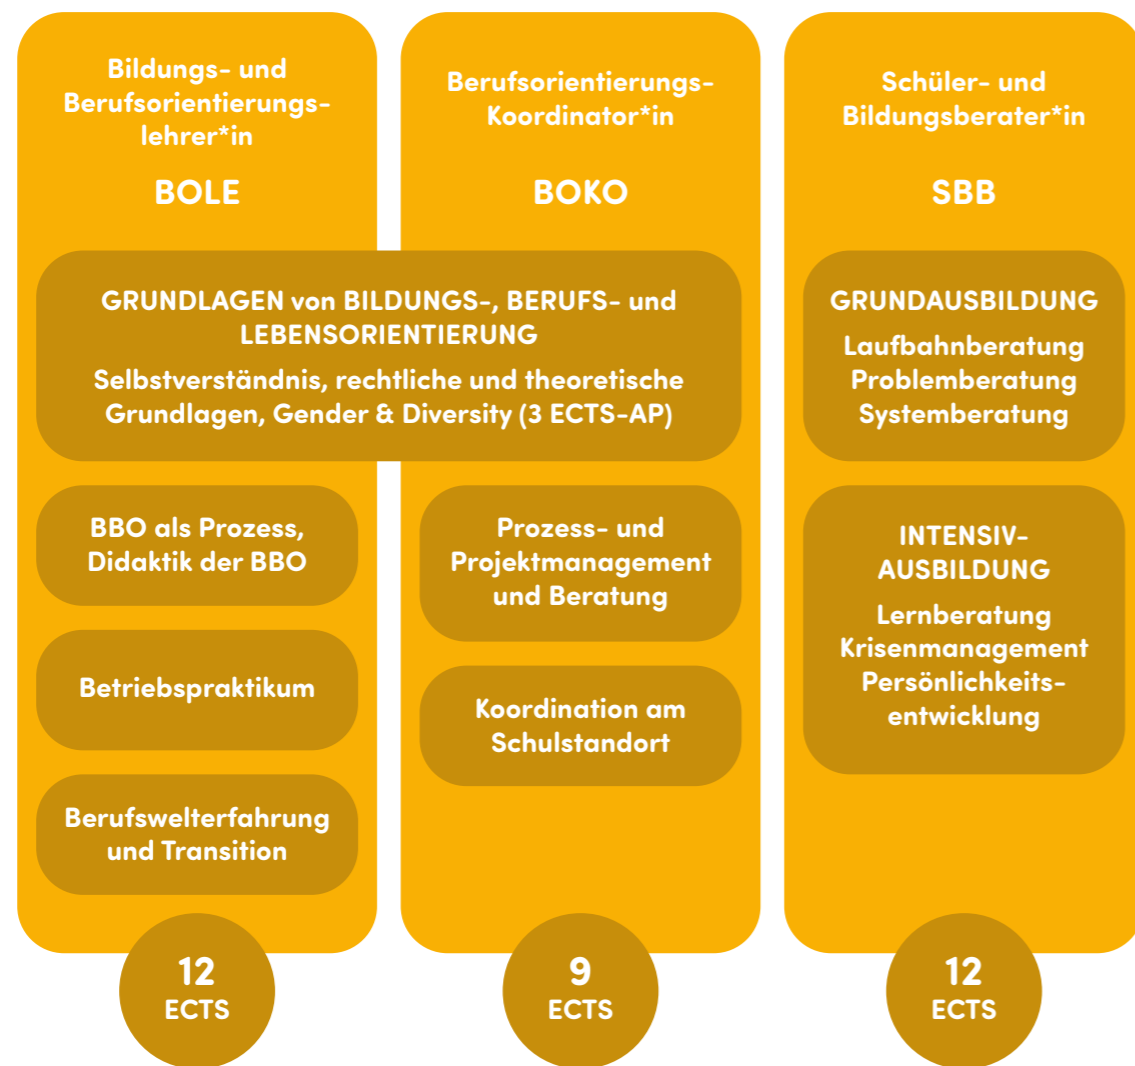 Bildungs- und
Berufsorientierungs-
lehrer*in
BOLE
Berufsorientierungs-
Koordinator*in
BOKO
Schüler- und
Bildungsberater*in
SBB
GRUNDLAGEN von BILDUNGS-, BERUFS- und
LEBENSORIENTIERUNG
Selbstverständnis, rechtliche und theoretische
Grundlagen, Gender & Diversity (3 ECTS-AP)
GRUNDAUSBILDUNG
Laufbahnberatung
Problemberatung
Systemberatung
BBO als Prozess,
Didaktik der BBO
Betriebspraktikum
Berufswelterfahrung
und Transition
Prozess- und
Projektmanagement
und Beratung
Koordination am
Schulstandort
INTENSIV-
AUSBILDUNG
Lernberatung
Krisenmanagement
Persönlichkeits-
entwicklung
12
ECTS
9
ECTS
12
ECTS